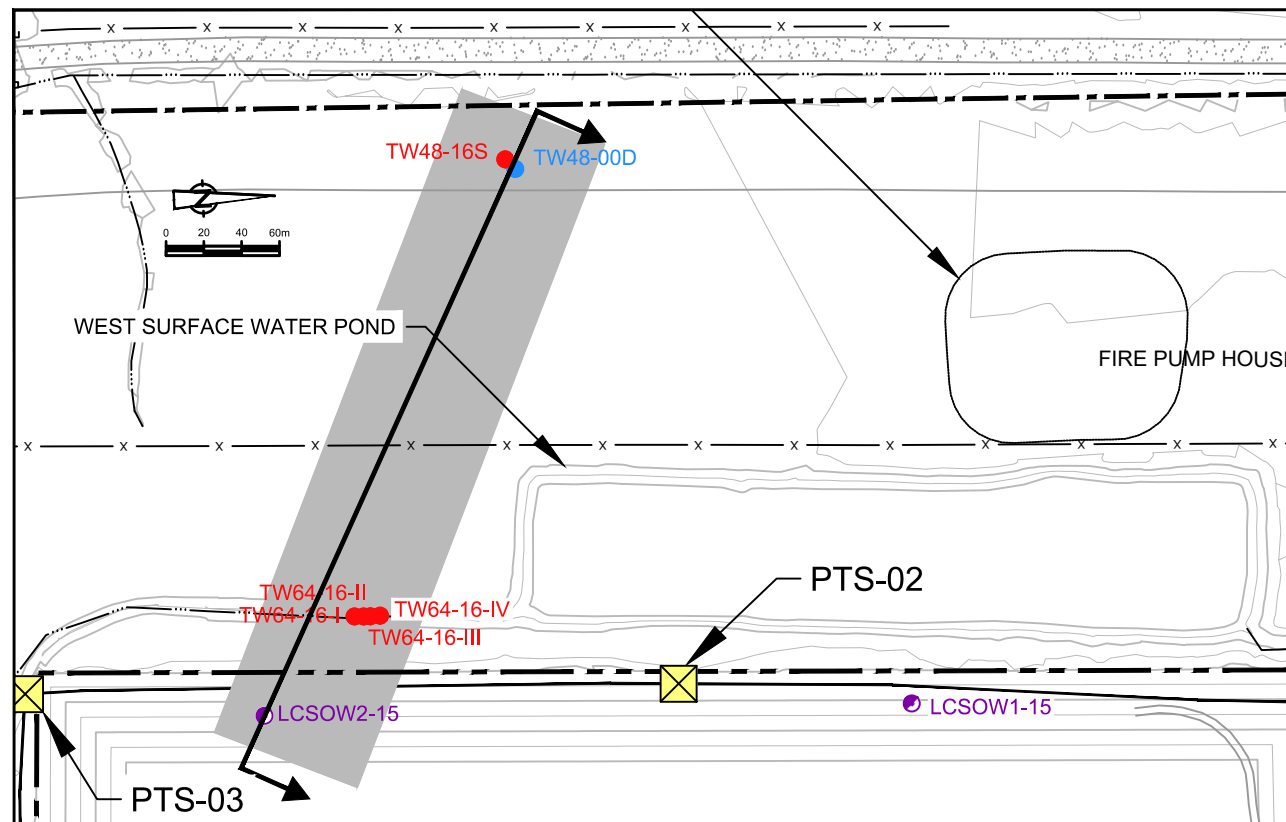 x x x x x x x x x
TW48-16S
TW48-00D
Z
0 20 40 60m
WEST SURFACE WATER POND
FIRE PUMP HOUS
x x x x x x x x x x x x x x
TW64-16-II
TW64-16-I
TW64-16-IV
TW64-16-III
PTS-02
LCSOW2-15
LCSOW1-15
PTS-03